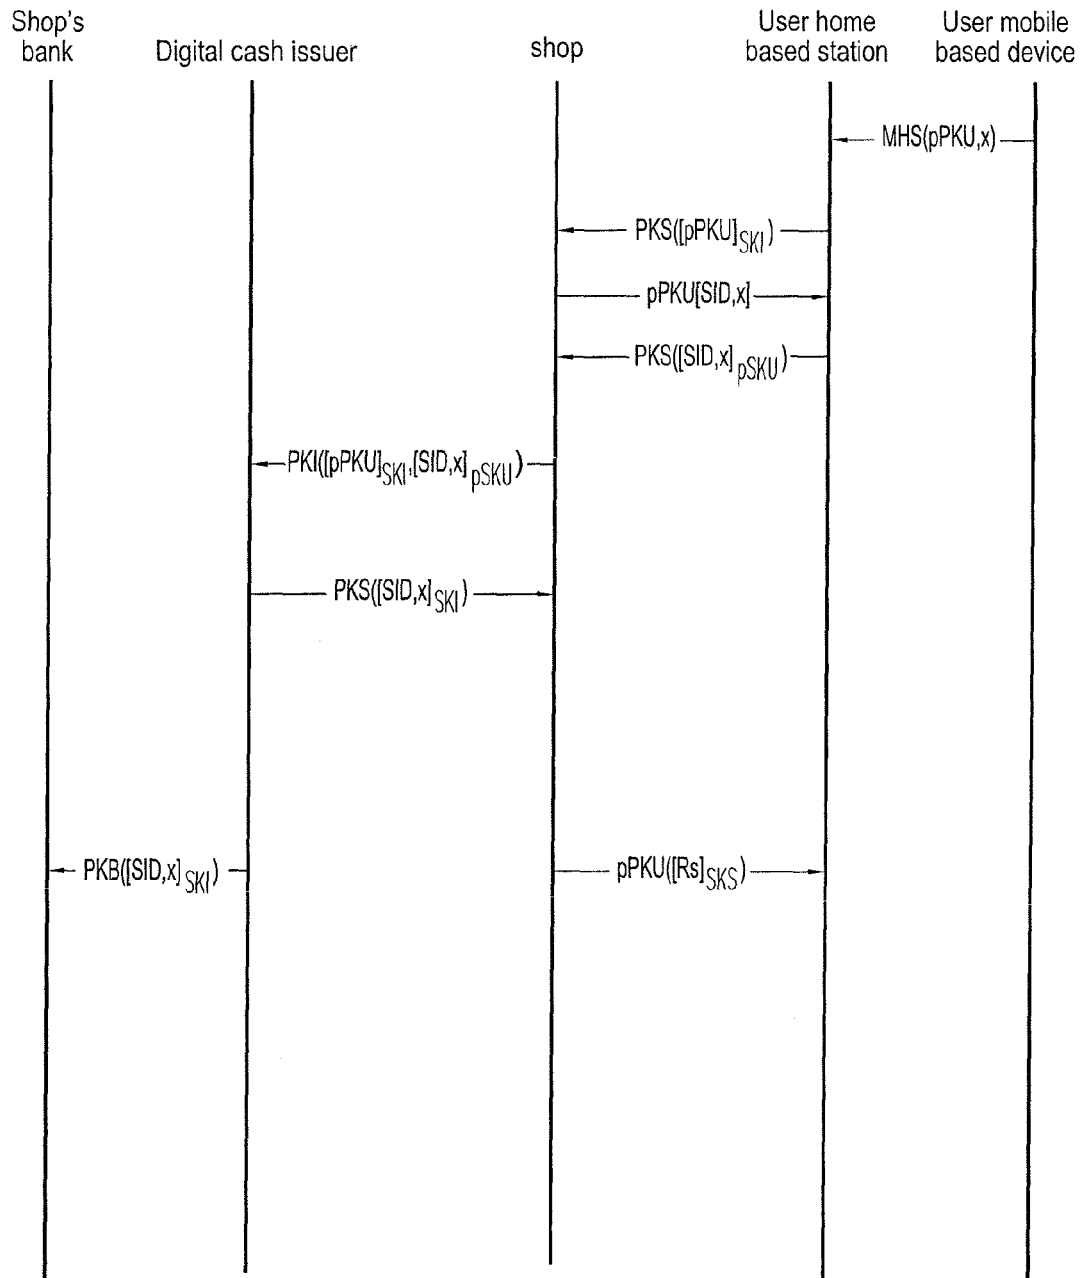 Shop's
bank
Digital cash issuer
shop
User home
based station
User mobile
based device
MHS(pPKU,x)
PKS([pPKU]SKI)
pPKU[SID,x]
PKS([SID,x]pSKU)
PKI([pPKU]SKI,[SID,x]pSKU)
PKS([SID,x]SKI)
PKB([SID,x]SKI)
pPKU([Rs]SKS)